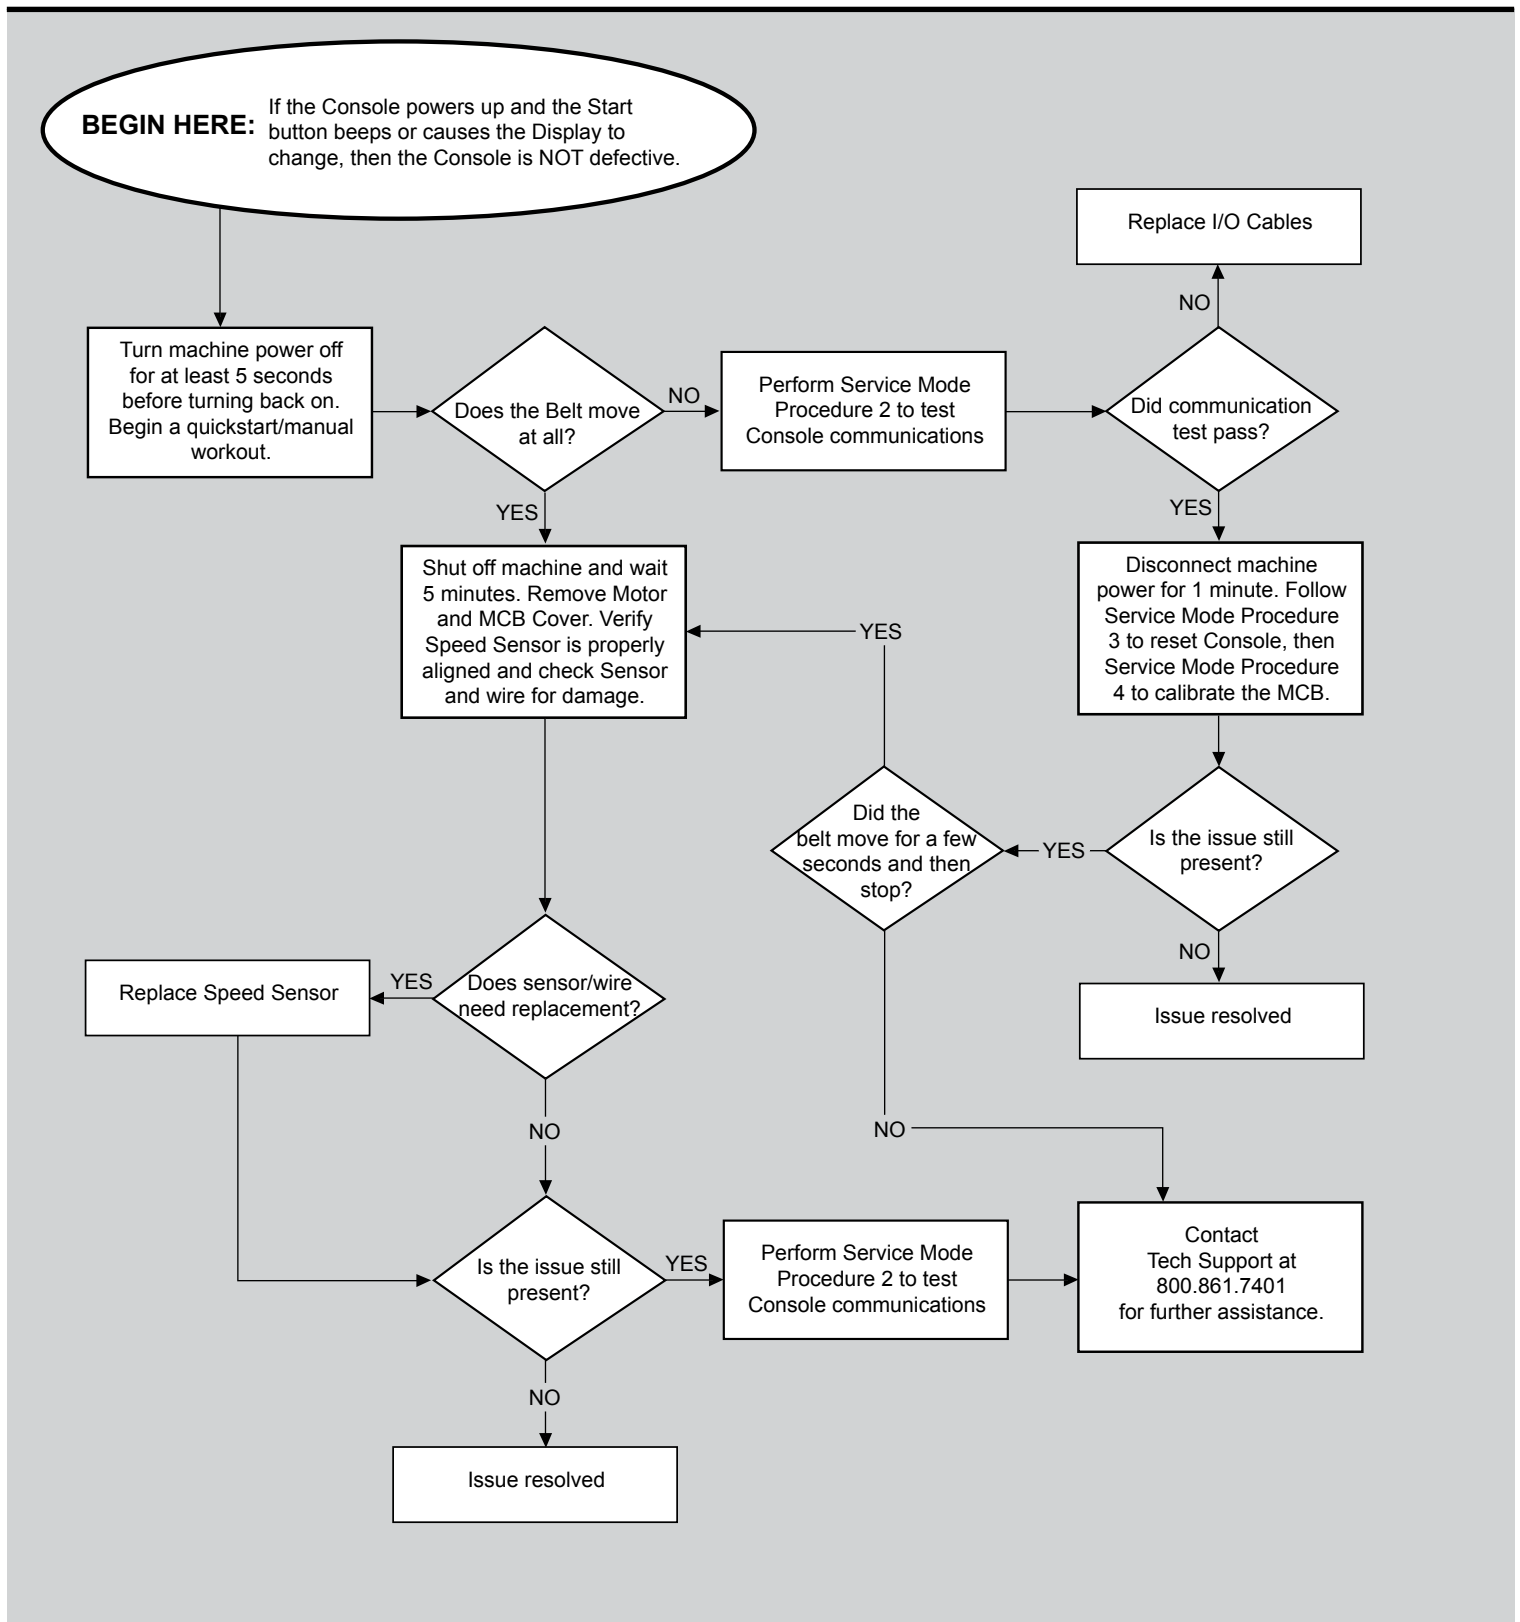 BEGIN HERE:
If the Console powers up and the Start
button beeps or causes the Display to
change, then the Console is NOT defective.
Replace I/O Cables
NO
Turn machine power off
for at least 5 seconds
before turning back on.
Begin a quickstart/manual
workout.
Does the Belt move
at all?
NO
Perform Service Mode
Procedure 2 to test
Console communications
Did communication
test pass?
YES
YES
Shut off machine and wait
5 minutes. Remove Motor
and MCB Cover. Verify
Speed Sensor is properly
aligned and check Sensor
and wire for damage.
YES
Disconnect machine
power for 1 minute. Follow
Service Mode Procedure
3 to reset Console, then
Service Mode Procedure
4 to calibrate the MCB.
Did the
belt move for a few
seconds and then
stop?
YES
Is the issue still
present?
NO
Issue resolved
Replace Speed Sensor
YES
Does sensor/wire
need replacement?
NO
NO
Is the issue still
present?
YES
Perform Service Mode
Procedure 2 to test
Console communications
Contact
Tech Support at
800.861.7401
for further assistance.
NO
Issue resolved